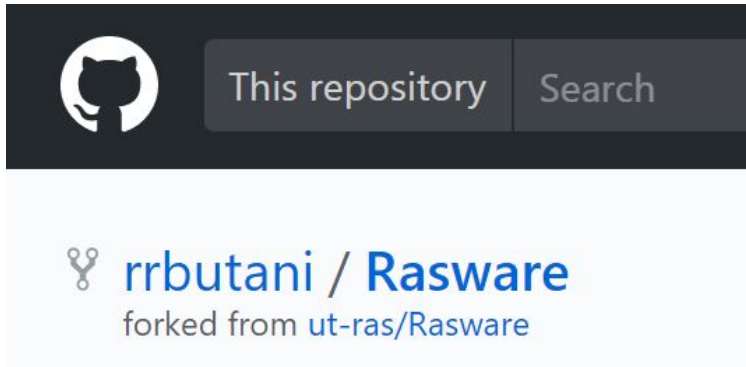 This repository Search
rrbutani / Rasware
forked from ut-ras/Rasware